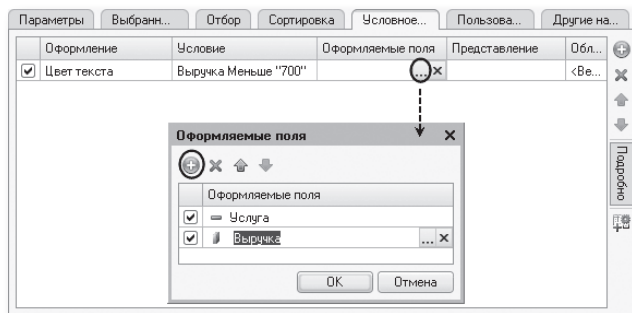 Параметры Выбранн... Отбор Сортировка Условное... Пользова... Другие на...
Оформление Условие Оформляемые поля Представление Обл...
Цвет текста Выручка Меньше "700" ... × <Ве...
Подробно
Оформляемые поля ×
Оформляемые поля
Услуга
Выручка ... ×
ОК Отмена